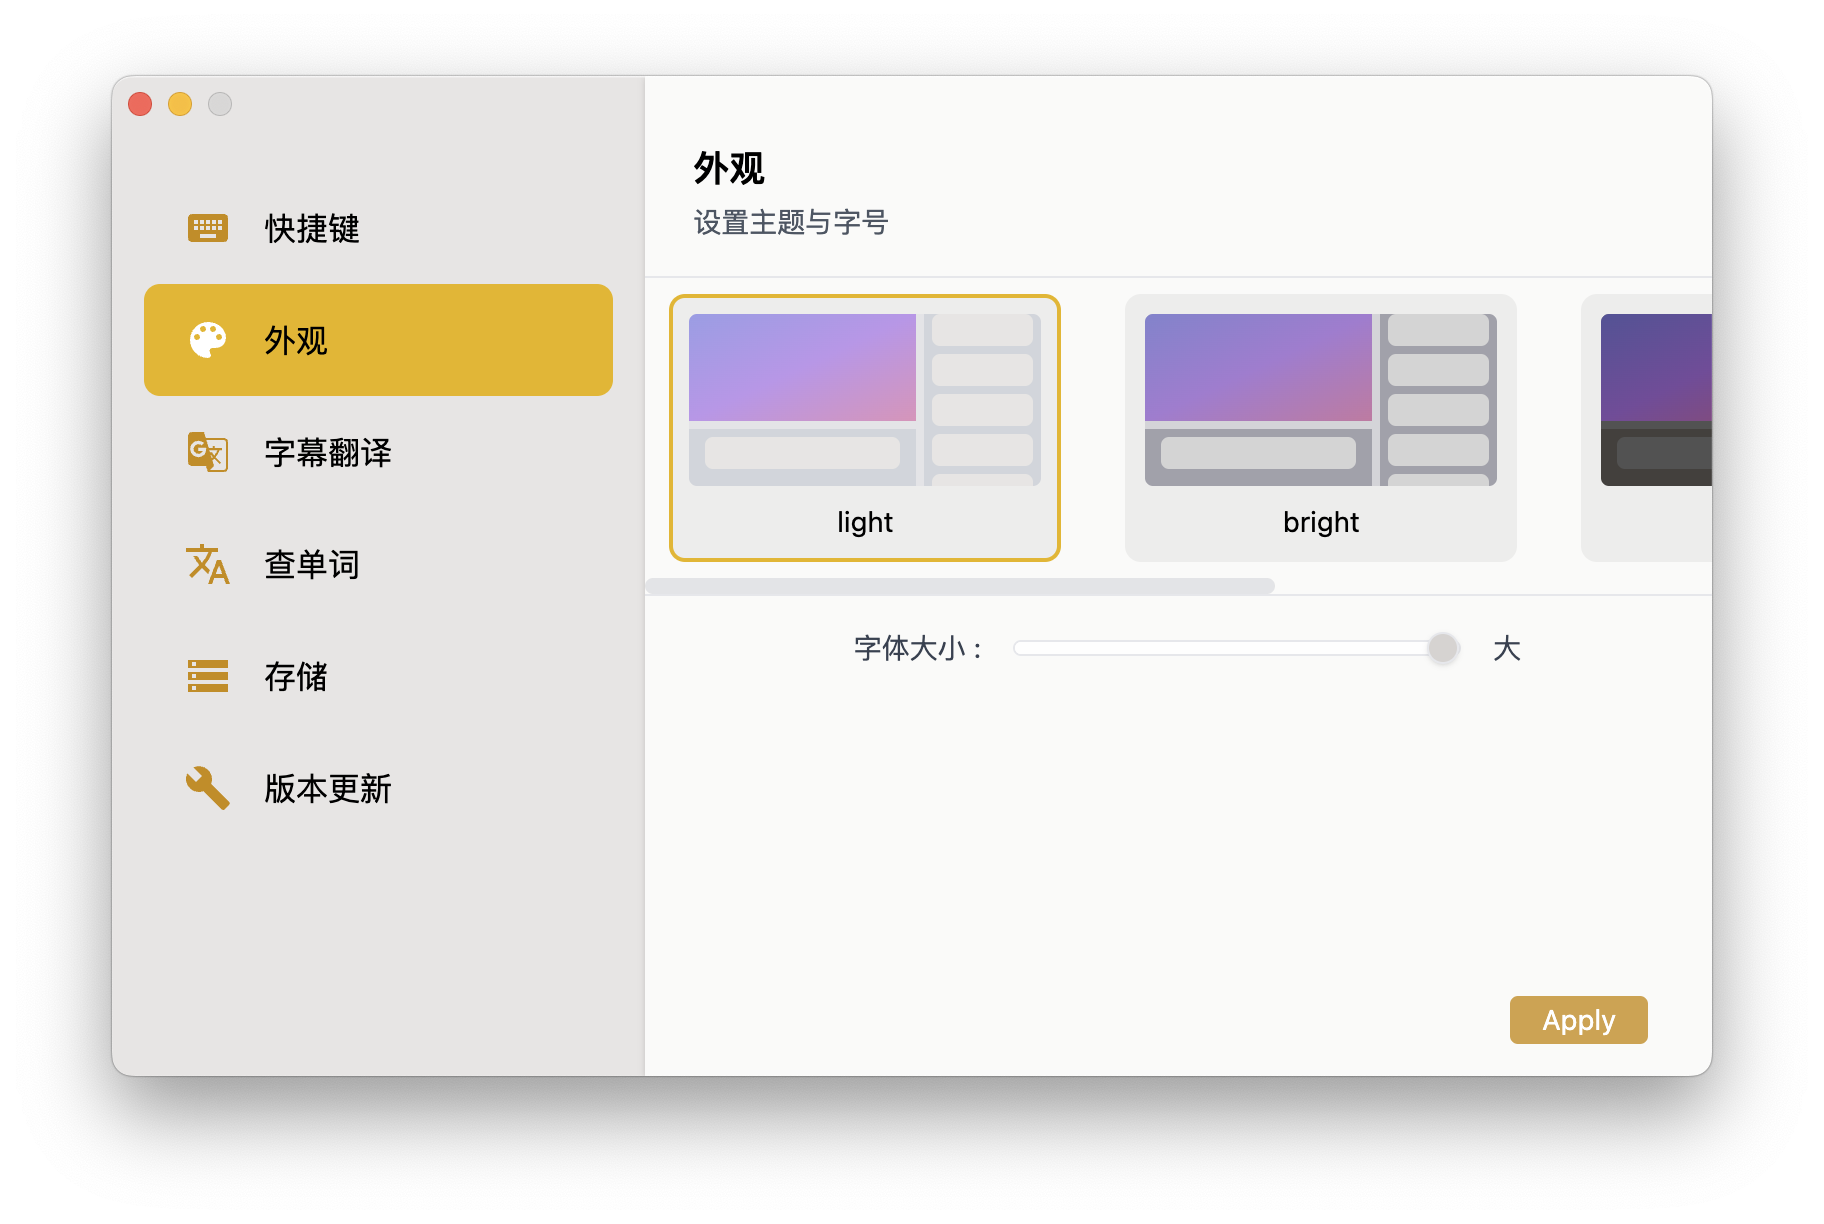 快捷键
外观
字幕翻译
查单词
存储
版本更新
外观
设置主题与字号
light
bright
字体大小：
大
Apply